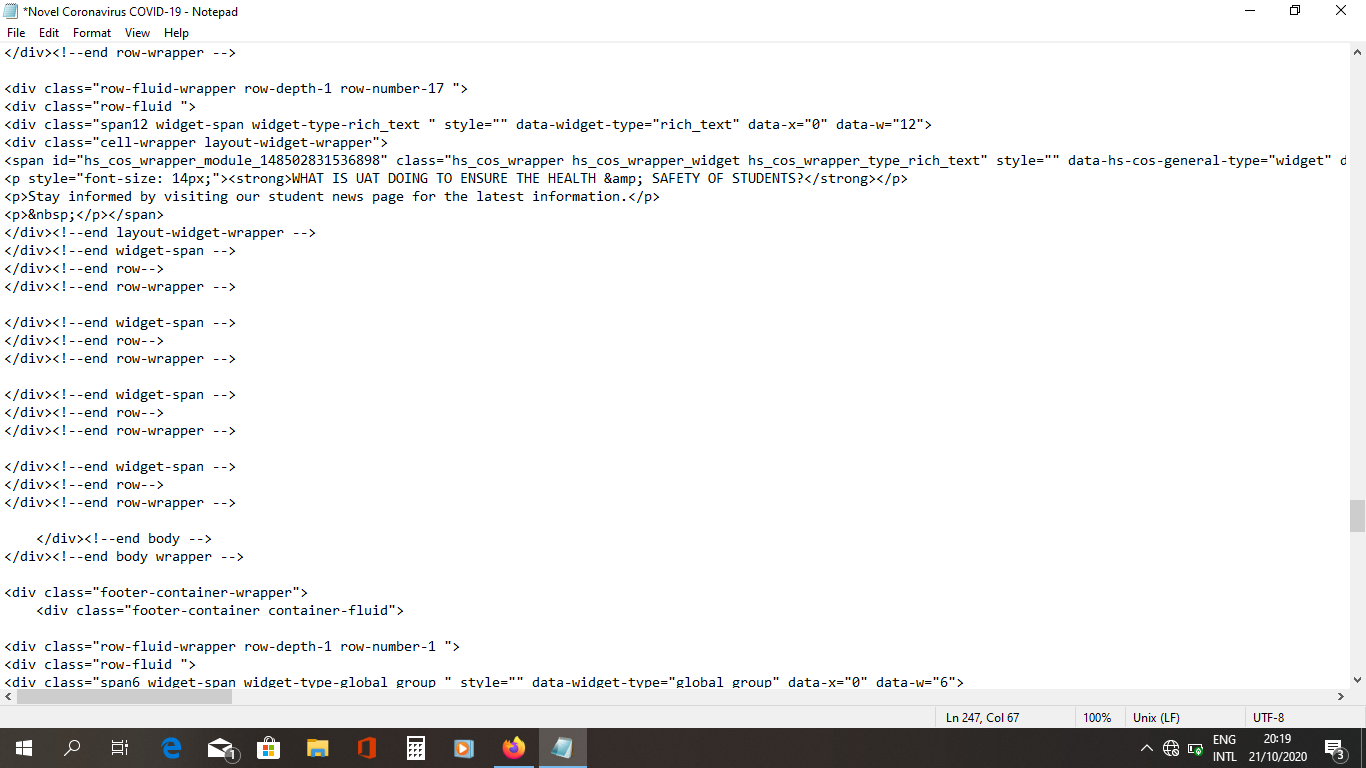 *Novel Coronavirus COVID-19 - Notepad
File Edit Format View Help
</div><!--end row-wrapper -->
<div class="row-fluid-wrapper row-depth-1 row-number-17 ">
<div class="row-fluid ">
<div class="span12 widget-span widget-type-rich_text " style="" data-widget-type="rich_text" data-x="0" data-w="12">
<div class="cell-wrapper layout-widget-wrapper">
<span id="hs_cos_wrapper_module_148502831536898" class="hs_cos_wrapper hs_cos_wrapper_widget hs_cos_wrapper_type_rich_text" style="" data-hs-cos-general-type="widget" d
<p style="font-size: 14px;"><strong>WHAT IS UAT DOING TO ENSURE THE HEALTH &amp; SAFETY OF STUDENTS?</strong></p>
<p>Stay informed by visiting our student news page for the latest information.</p>
<p>&nbsp;</p></span>
</div><!--end layout-widget-wrapper -->
</div><!--end widget-span -->
</div><!--end row-->
</div><!--end row-wrapper -->
</div><!--end widget-span -->
</div><!--end row-->
</div><!--end row-wrapper -->
</div><!--end widget-span -->
</div><!--end row-->
</div><!--end row-wrapper -->
</div><!--end widget-span -->
</div><!--end row-->
</div><!--end row-wrapper -->
</div><!--end body -->
</div><!--end body wrapper -->
<div class="footer-container-wrapper">
<div class="footer-container container-fluid">
<div class="row-fluid-wrapper row-depth-1 row-number-1 ">
<div class="row-fluid ">
<div class="span6 widget-span widget-type-global_group " style="" data-widget-type="global_group" data-x="0" data-w="6">
Ln 247, Col 67 100% Unix (LF) UTF-8
1
ENG
INTL
20:19
21/10/2020
3